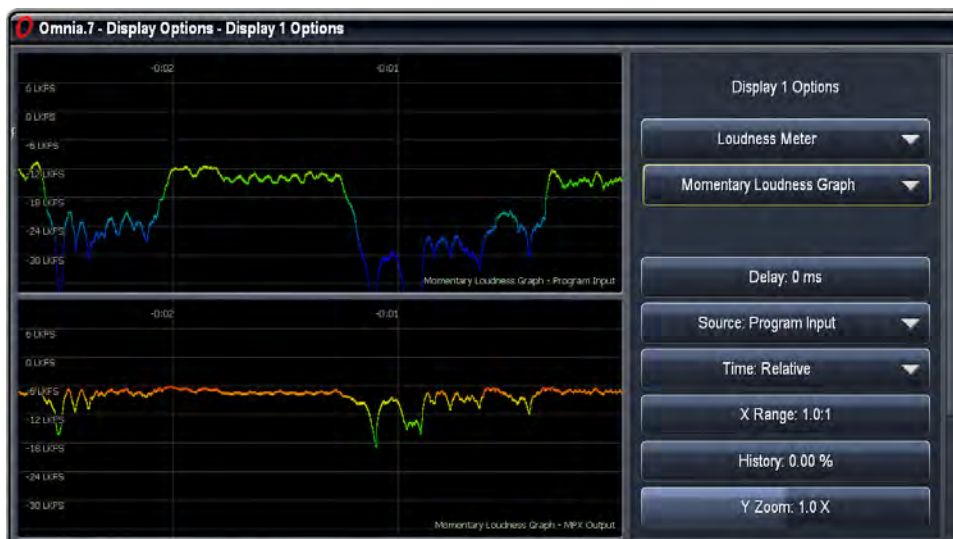 Omnia.7 - Display Options - Display 1 Options
-0:02 -0:01
6 LKFS
0 LKFS
-6 LKFS
-12 LKFS
-18 LKFS
-24 LKFS
-30 LKFS
Momentary Loudness Graph - Program Input
-0:02 -0:01
6 LKFS
0 LKFS
-6 LKFS
-12 LKFS
-18 LKFS
-24 LKFS
-30 LKFS
Momentary Loudness Graph - MPX Output
Display 1 Options
Loudness Meter
Momentary Loudness Graph
Delay: 0 ms
Source: Program Input
Time: Relative
X Range: 1.0:1
History: 0.00 %
Y Zoom: 1.0 X